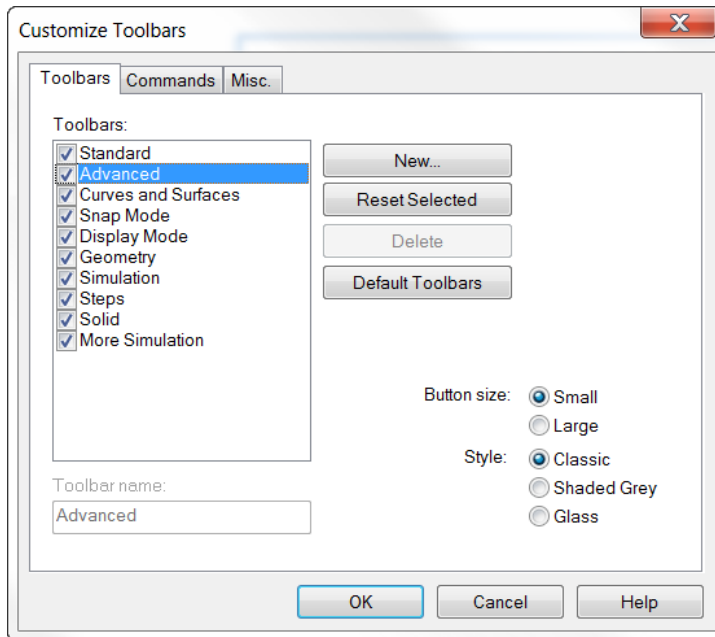 Customize Toolbars
Toolbars
Commands
Misc.
Toolbars:
Standard
Advanced
Curves and Surfaces
Snap Mode
Display Mode
Geometry
Simulation
Steps
Solid
More Simulation
New...
Reset Selected
Delete
Default Toolbars
Button size:
Small
Large
Style:
Classic
Shaded Grey
Glass
Toolbar name:
Advanced
OK
Cancel
Help